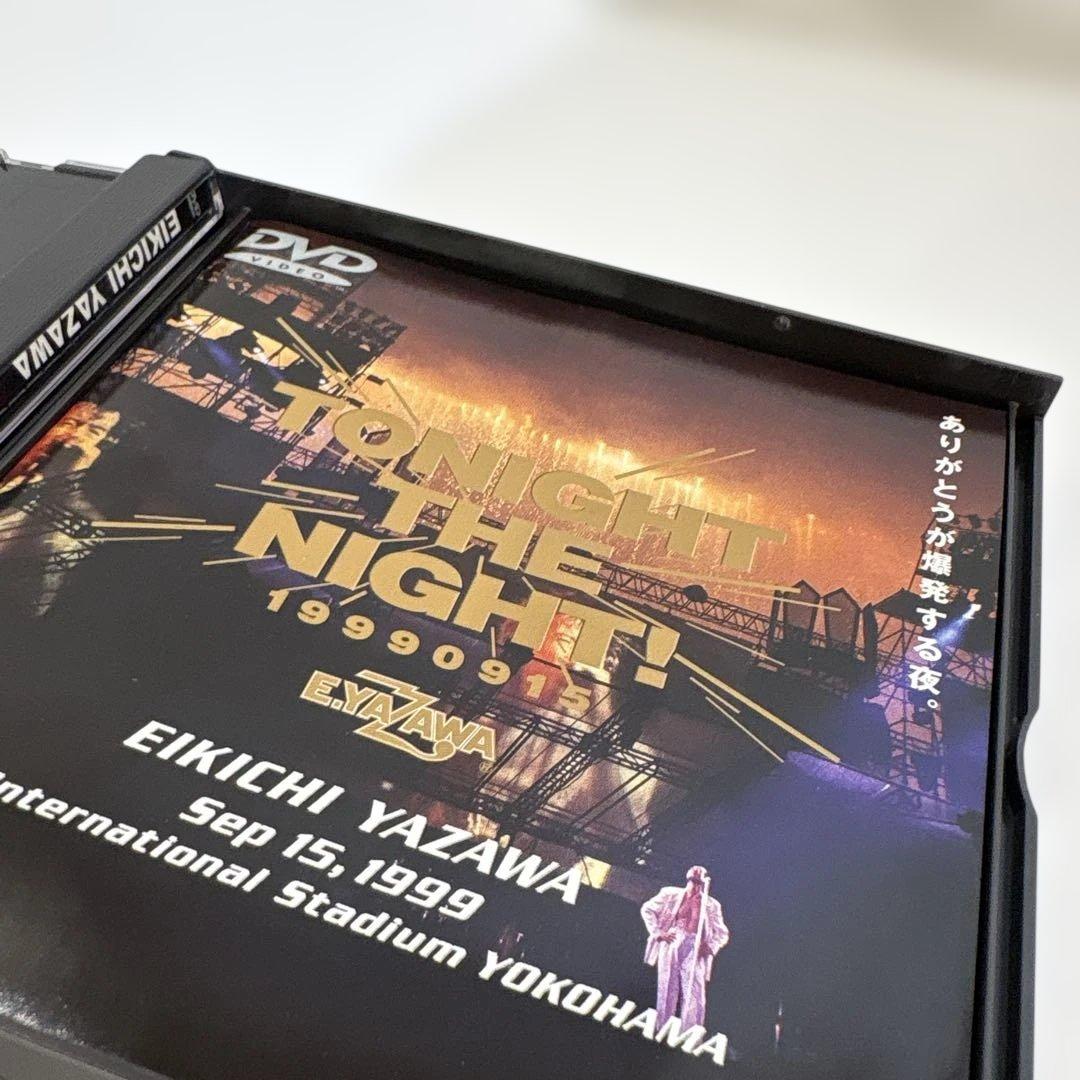 EIKICHI YAZAWA
DVD
VIDEO
TONIGHT
THE
NIGHT!
19990915
E.YAZAWA
ありがとうが爆発する夜。
EIKICHI YAZAWA
Sep 15, 1999
International Stadium YOKOHAMA